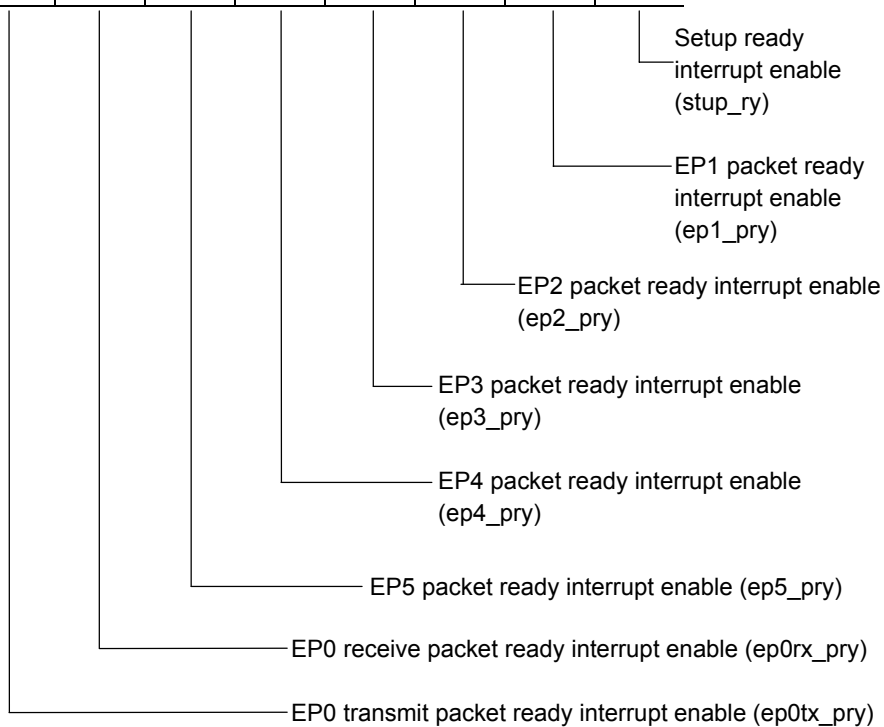 Setup ready
interrupt enable
(stup_ry)
EP1 packet ready
interrupt enable
(ep1_pry)
EP2 packet ready interrupt enable
(ep2_pry)
EP3 packet ready interrupt enable
(ep3_pry)
EP4 packet ready interrupt enable
(ep4_pry)
EP5 packet ready interrupt enable (ep5_pry)
EP0 receive packet ready interrupt enable (ep0rx_pry)
EP0 transmit packet ready interrupt enable (ep0tx_pry)